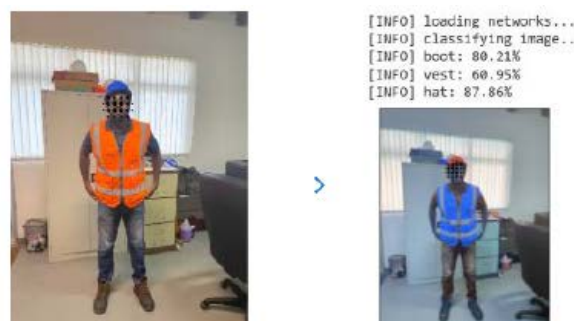 [INFO] loading networks...
[INFO] classifying image..
[INFO] boot: 80.21%
[INFO] vest: 60.95%
[INFO] hat: 87.86%